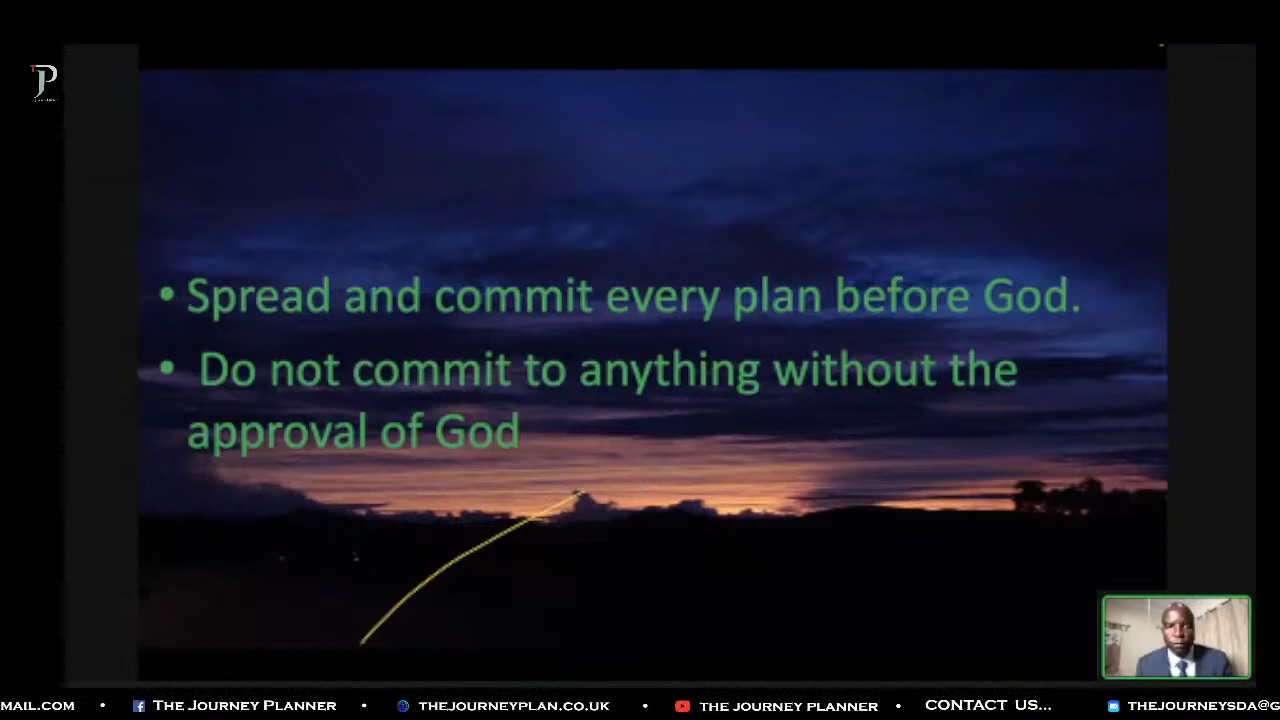 JP
• Spread and commit every plan before God.
• Do not commit to anything without the
approval of God
MAIL.COM • THE JOURNEY PLANNER • THEJOURNEYPLAN.CO.UK • THE JOURNEY PLANNER • CONTACT US... THEJOURNEYSDA@G